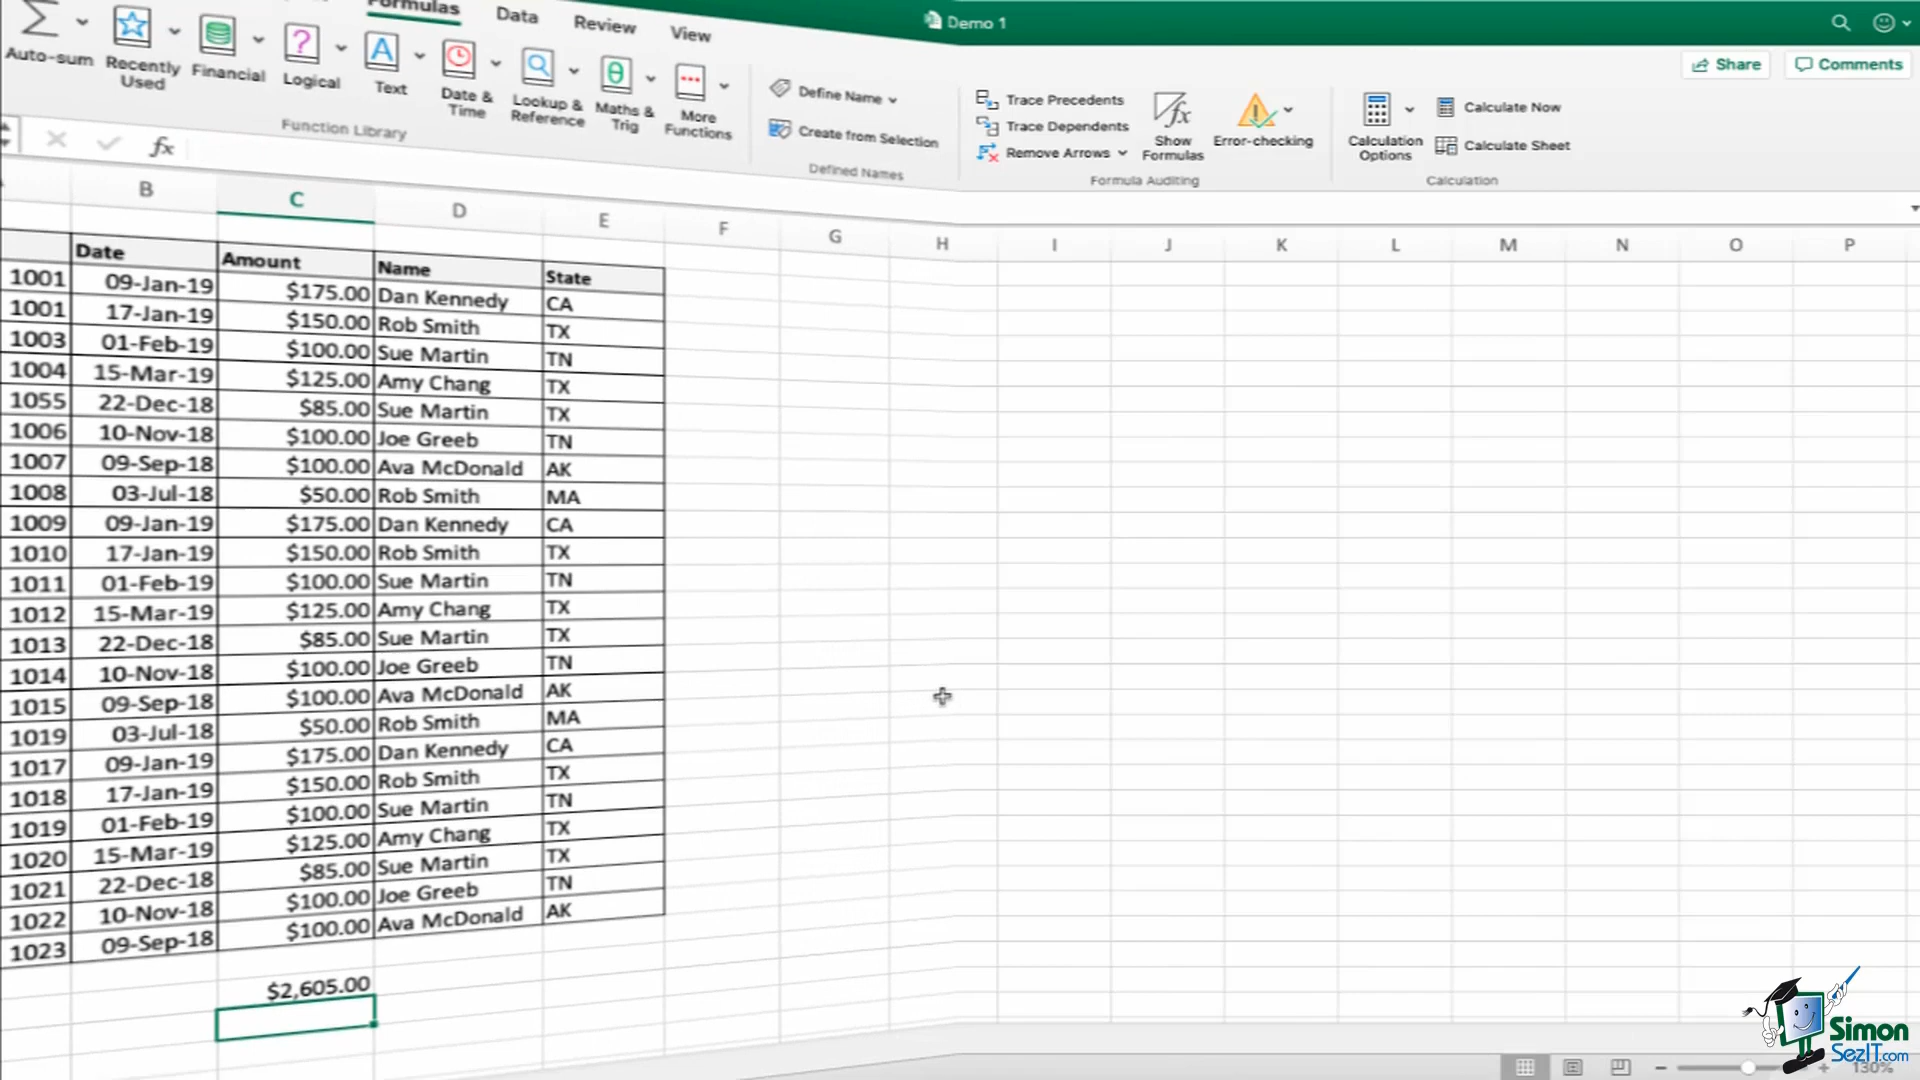 Formulas Data Review View Demo 1
Share Comments
Auto-sum Recently Used Financial Logical Text Date & Time Lookup & Reference Maths & Trig More Functions
Function Library
Define Name
Create from Selection
Defined Names
Trace Precedents
Trace Dependents
Remove Arrows
Show Formulas
Error-checking
Formula Auditing
Calculation Options
Calculate Now
Calculate Sheet
Calculation
fx
B C D E F G H I J K L M N O P
Date Amount Name State
1001 09-Jan-19 $175.00 Dan Kennedy CA
1001 17-Jan-19 $150.00 Rob Smith TX
1003 01-Feb-19 $100.00 Sue Martin TN
1004 15-Mar-19 $125.00 Amy Chang TX
1055 22-Dec-18 $85.00 Sue Martin TX
1006 10-Nov-18 $100.00 Joe Greeb TN
1007 09-Sep-18 $100.00 Ava McDonald AK
1008 03-Jul-18 $50.00 Rob Smith MA
1009 09-Jan-19 $175.00 Dan Kennedy CA
1010 17-Jan-19 $150.00 Rob Smith TX
1011 01-Feb-19 $100.00 Sue Martin TN
1012 15-Mar-19 $125.00 Amy Chang TX
1013 22-Dec-18 $85.00 Sue Martin TX
1014 10-Nov-18 $100.00 Joe Greeb TN
1015 09-Sep-18 $100.00 Ava McDonald AK
1019 03-Jul-18 $50.00 Rob Smith MA
1017 09-Jan-19 $175.00 Dan Kennedy CA
1018 17-Jan-19 $150.00 Rob Smith TX
1019 01-Feb-19 $100.00 Sue Martin TN
1020 15-Mar-19 $125.00 Amy Chang TX
1021 22-Dec-18 $85.00 Sue Martin TX
1022 10-Nov-18 $100.00 Joe Greeb TN
1023 09-Sep-18 $100.00 Ava McDonald AK
$2,605.00
Simon
SezIT.com
130%